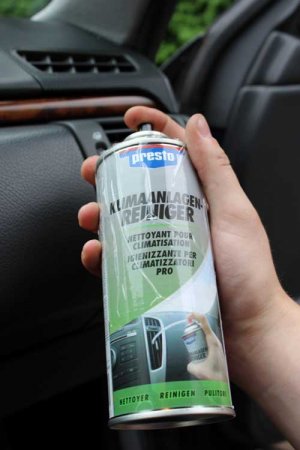 presto
KLIMAANLAGEN-
REINIGER
NETTOYANT POUR
CLIMATISATION
IGIENIZZANTE PER
CLIMATIZZATORI
PRO
NETTOYER REINIGEN PULITORE